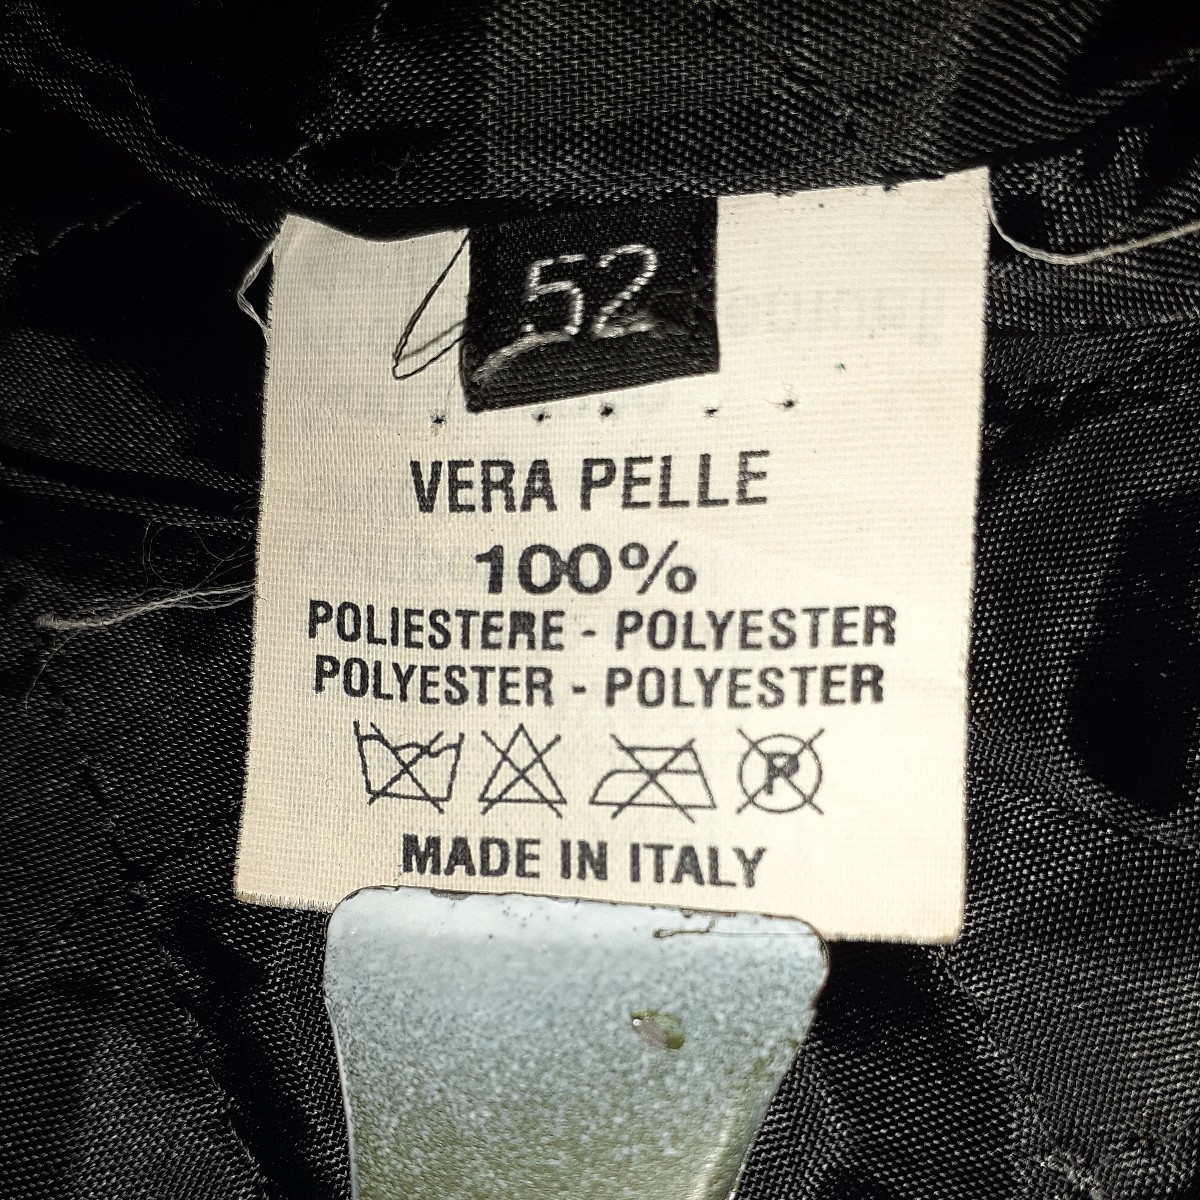 52
VERA PELLE
100%
POLIESTERE - POLYESTER
POLYESTER - POLYESTER
P
MADE IN ITALY